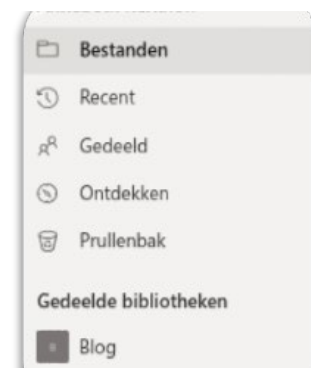 Bestanden
Recent
Gedeeld
Ontdekken
Prullenbak
Gedeelde bibliotheken
Blog